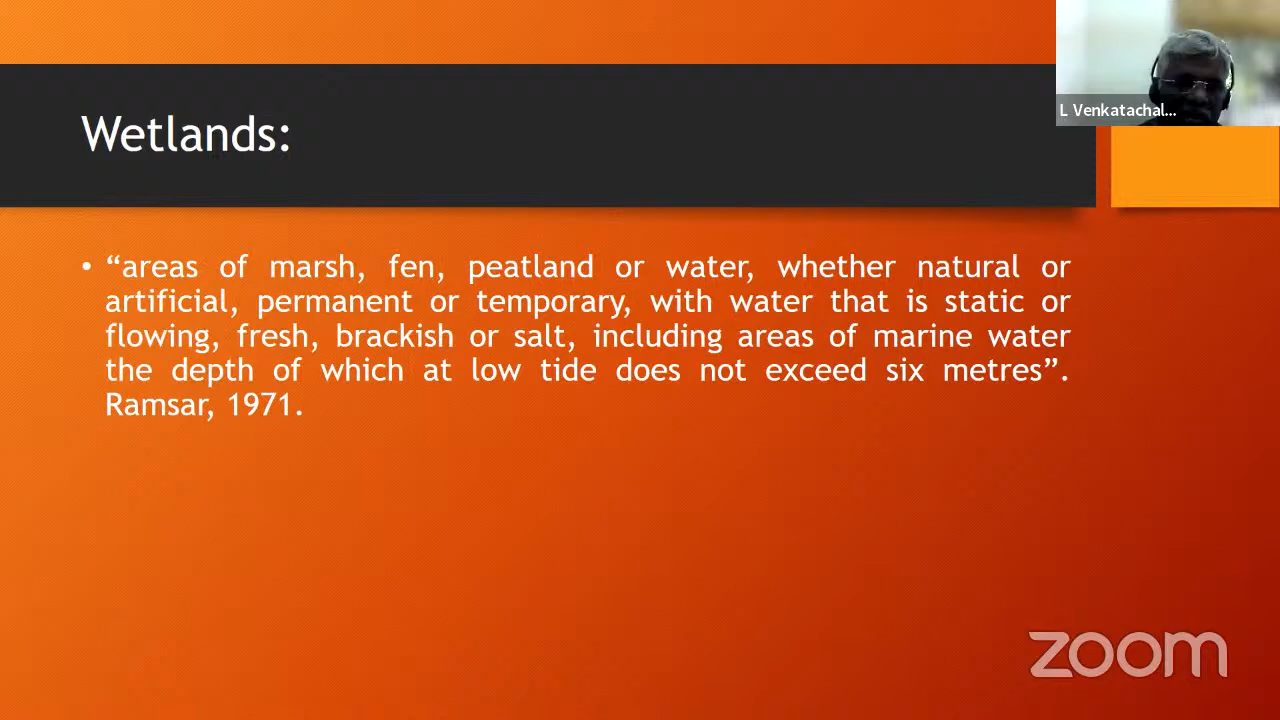 L Venkatachal...
Wetlands:
• “areas of marsh, fen, peatland or water, whether natural or
artificial, permanent or temporary, with water that is static or
flowing, fresh, brackish or salt, including areas of marine water
the depth of which at low tide does not exceed six metres”.
Ramsar, 1971.
zoom